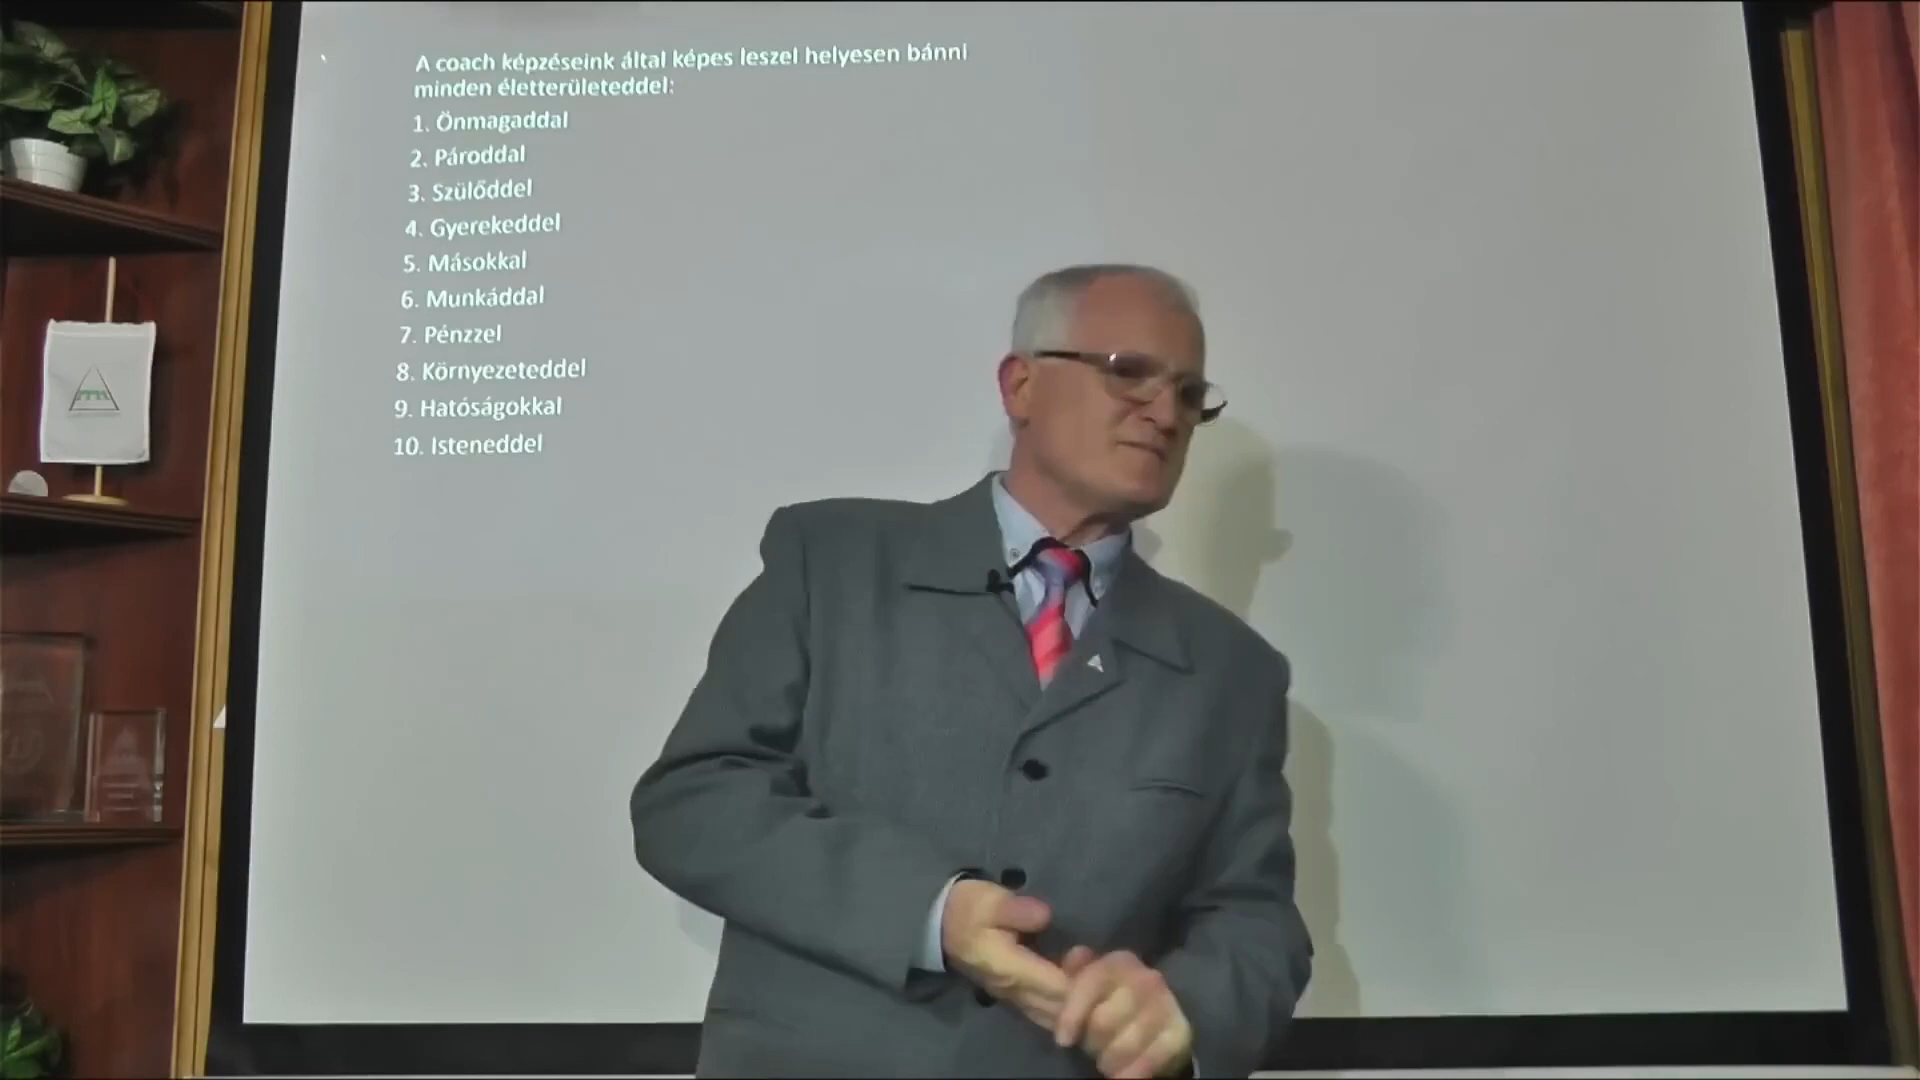 A coach képzéseink által képes leszel helyesen bánni
minden életterületeddel:
1. Önmagaddal
2. Pároddal
3. Szülőddel
4. Gyerekeddel
5. Másokkal
6. Munkáddal
7. Pénzzel
8. Környezeteddel
9. Hatóságokkal
10. Isteneddel